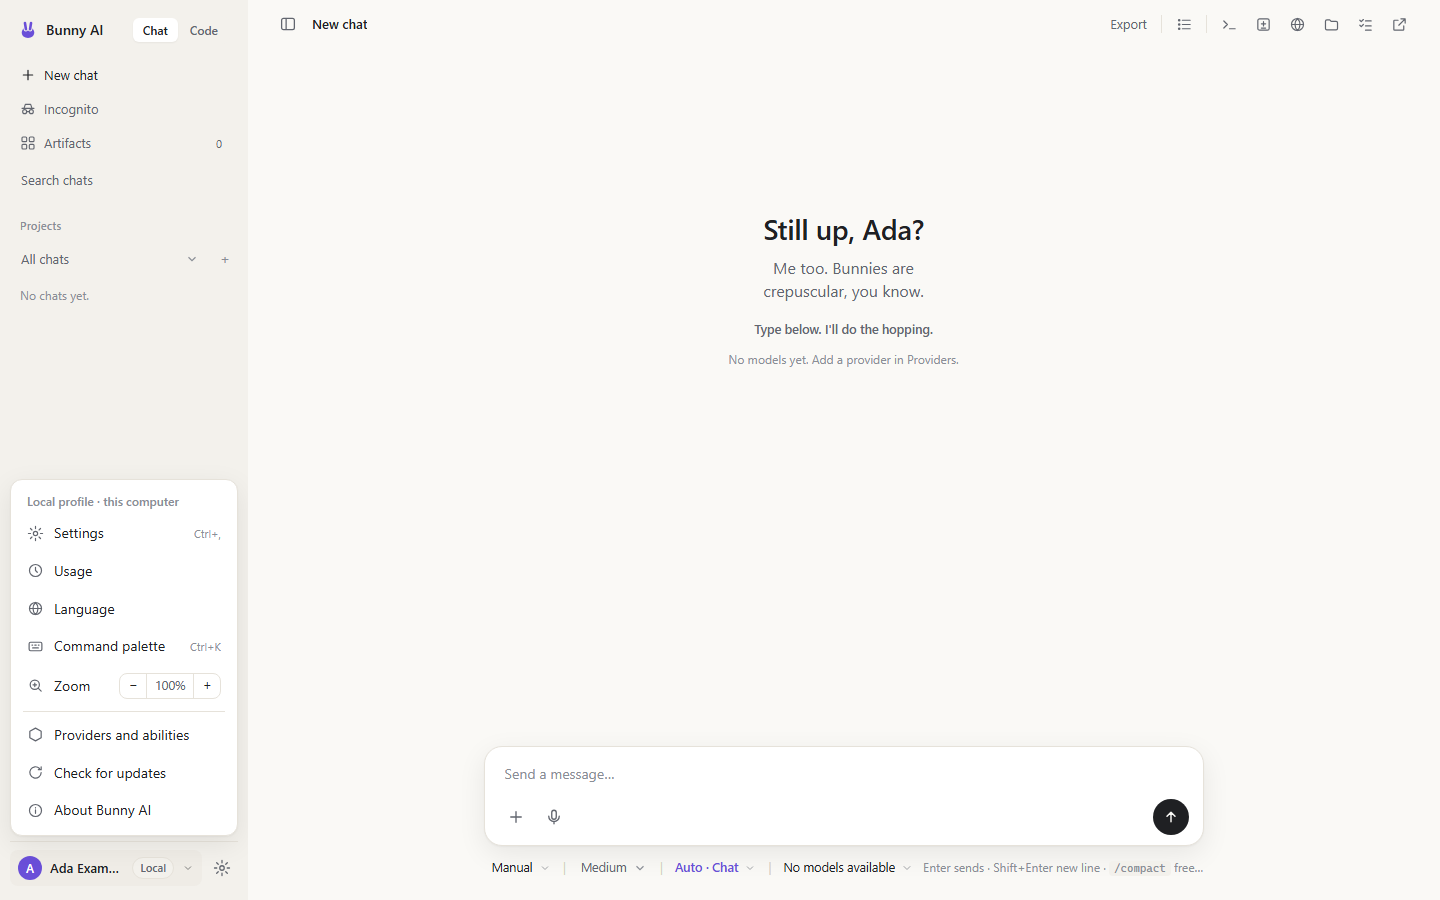 Bunny AI
Chat
Code
New chat
Incognito
Artifacts
0
Search chats
Projects
All chats
+
No chats yet.
Local profile · this computer
Settings
Ctrl+,
Usage
Language
Command palette
Ctrl+K
Zoom
− 100% +
Providers and abilities
Check for updates
About Bunny AI
A
Ada Exam...
Local
New chat
Export
Still up, Ada?
Me too. Bunnies are
crepuscular, you know.
Type below. I'll do the hopping.
No models yet. Add a provider in Providers.
Send a message...
Manual
Medium
Auto · Chat
No models available
Enter sends · Shift+Enter new line · /compact free...